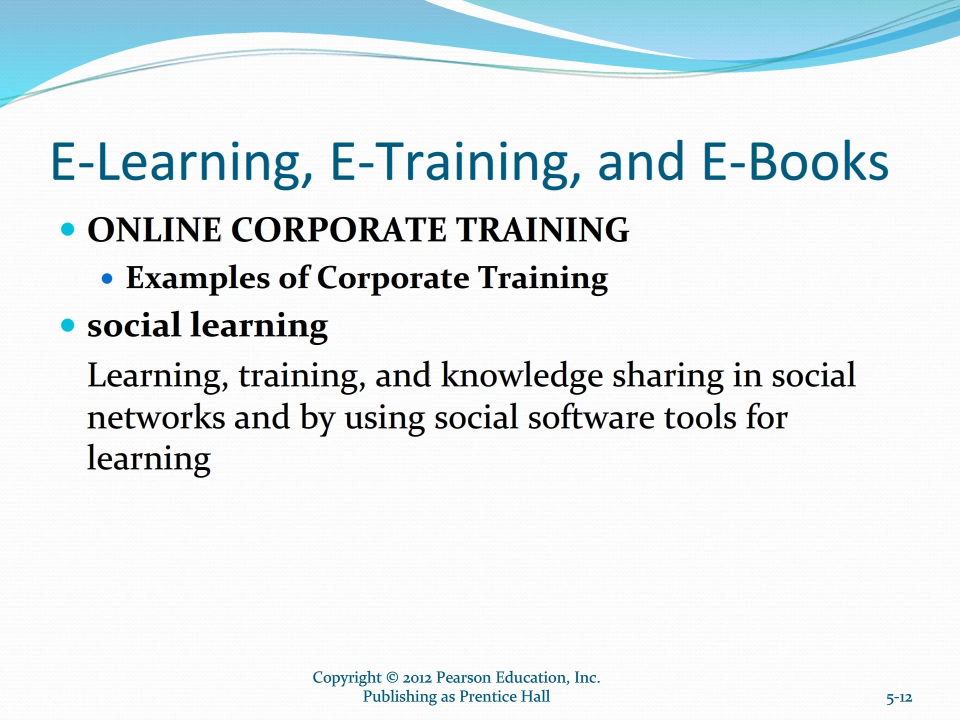 E-Learning, E-Training, and E-Books
ONLINE CORPORATE TRAINING
Examples of Corporate Training
social learning
Learning, training, and knowledge sharing in social
networks and by using social software tools for
learning
Copyright © 2012 Pearson Education, Inc.
Publishing as Prentice Hall
5-12